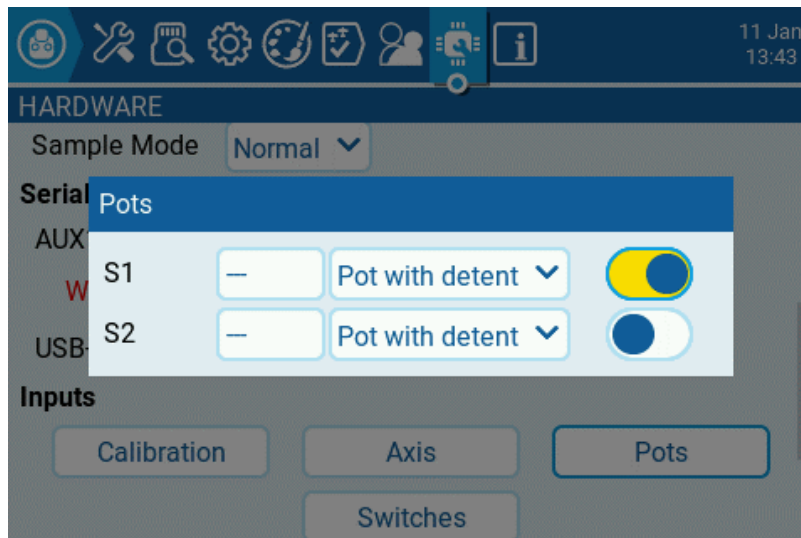 11 Jan
13:43
HARDWARE
Sample Mode Normal
Serial
AUX
W
USB-
Pots
S1 --- Pot with detent
S2 --- Pot with detent
Inputs
Calibration Axis Pots
Switches